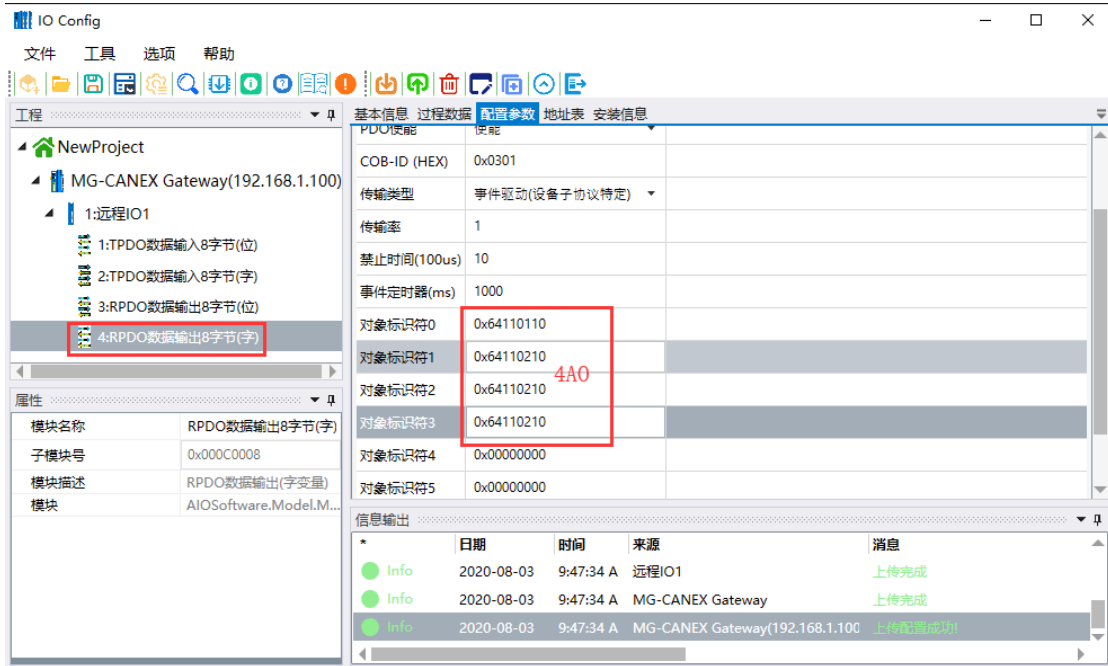 IO Config
文件 工具 选项 帮助
工程
NewProject
MG-CANEX Gateway(192.168.1.100)
1:远程IO1
1:TPDO数据输入8字节(位)
2:TPDO数据输入8字节(字)
3:RPDO数据输出8字节(位)
4:RPDO数据输出8字节(字)
属性
模块名称 RPDO数据输出8字节(字)
子模块号 0x000C0008
模块描述 RPDO数据输出(字变量)
模块 AIOSoftware.Model.M...
基本信息 过程数据 配置参数 地址表 安装信息
PDO使能 使能
COB-ID (HEX) 0x0301
传输类型 事件驱动(设备子协议特定)
传输率 1
禁止时间(100us) 10
事件定时器(ms) 1000
对象标识符0 0x64110110
对象标识符1 0x64110210
4AO
对象标识符2 0x64110210
对象标识符3 0x64110210
对象标识符4 0x00000000
对象标识符5 0x00000000
信息输出
* 日期 时间 来源 消息
Info 2020-08-03 9:47:34 A 远程IO1 上传完成
Info 2020-08-03 9:47:34 A MG-CANEX Gateway 上传完成
Info 2020-08-03 9:47:34 A MG-CANEX Gateway(192.168.1.100 上传配置成功!